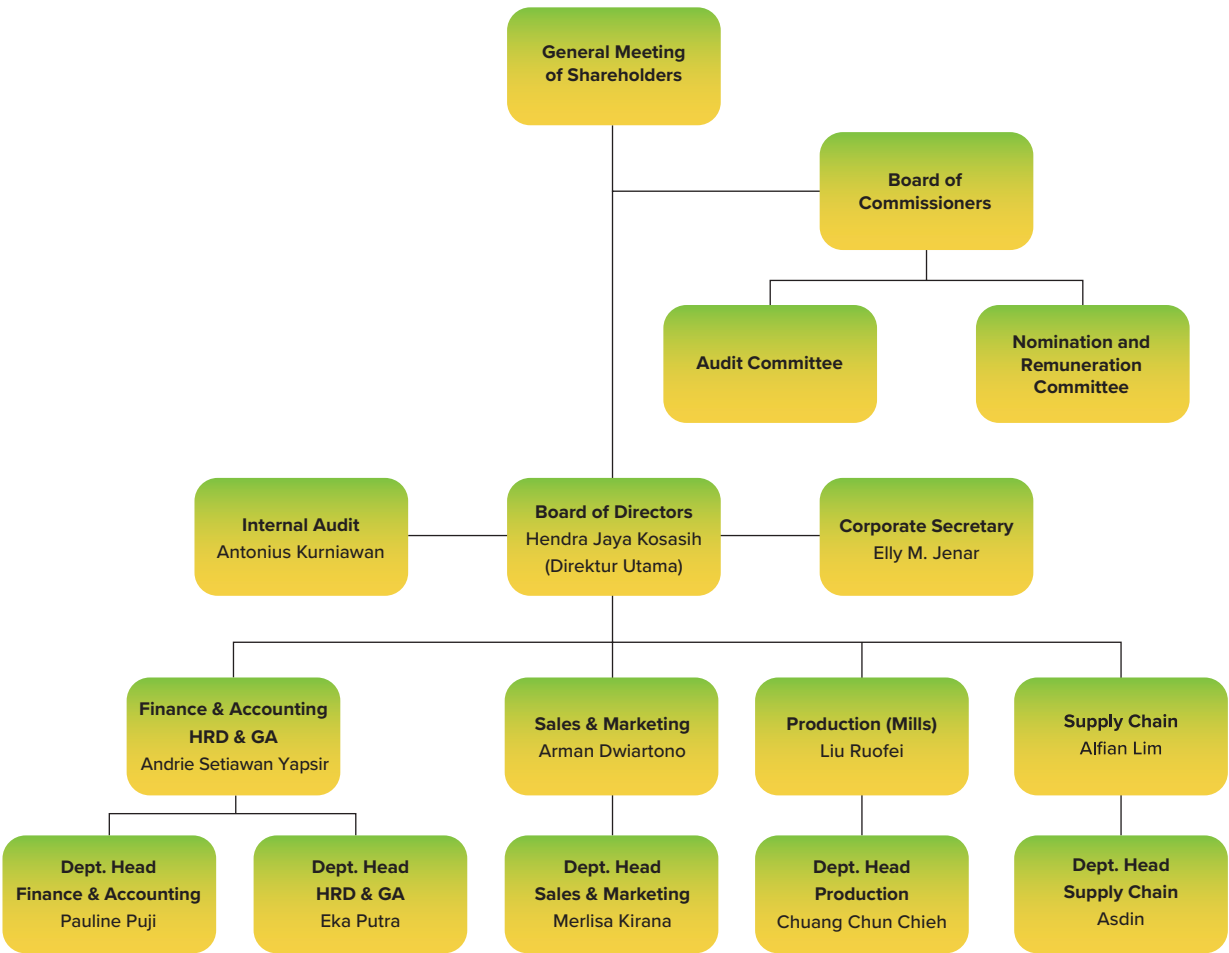 General Meeting
of Shareholders
Board of
Commissioners
Audit Committee
Nomination and
Remuneration
Committee
Internal Audit
Antonius Kurniawan
Board of Directors
Hendra Jaya Kosasih
(Direktur Utama)
Corporate Secretary
Elly M. Jenar
Finance & Accounting
HRD & GA
Andrie Setiawan Yapsir
Sales & Marketing
Arman Dwiartono
Production (Mills)
Liu Ruofei
Supply Chain
Alfian Lim
Dept. Head
Finance & Accounting
Pauline Puji
Dept. Head
HRD & GA
Eka Putra
Dept. Head
Sales & Marketing
Merlisa Kirana
Dept. Head
Production
Chuang Chun Chieh
Dept. Head
Supply Chain
Asdin